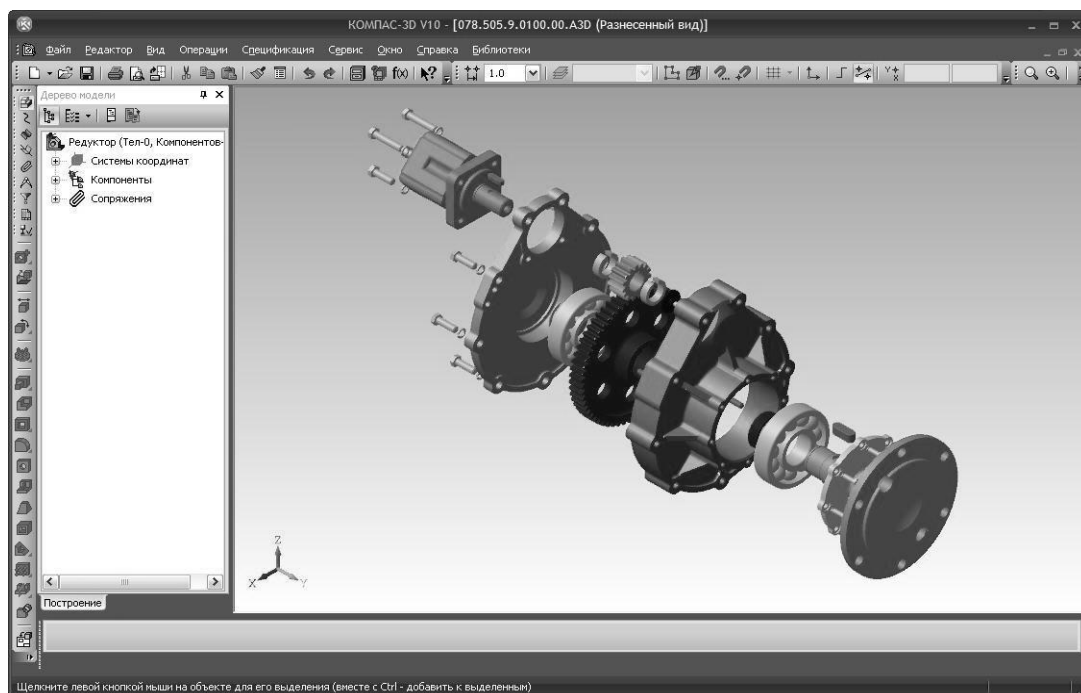 КОМПАС-3D V10 - [078.505.9.0100.00.A3D (Разнесенный вид)]
Файл Редактор Вид Операции Спецификация Сервис Окно Справка Библиотеки
f(x) 1.0
Дерево модели
Редуктор (Тел-0, Компонентов-
Системы координат
Компоненты
Сопряжения
Z
X Y
Построение
Щелкните левой кнопкой мыши на объекте для его выделения (вместе с Ctrl - добавить к выделенным)